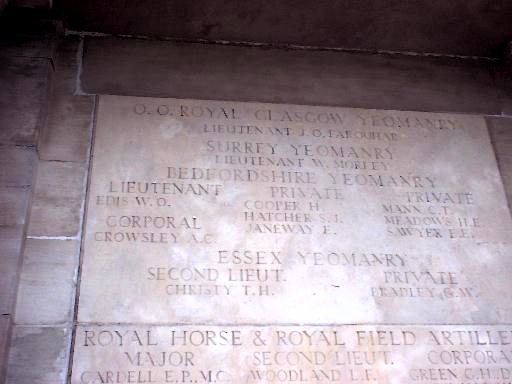 Q.O. ROYAL GLASGOW YEOMANRY
LIEUTENANT J.O. FARQUHAR
SURREY YEOMANRY
LIEUTENANT W. MORLEY
BEDFORDSHIRE YEOMANRY
LIEUTENANT PRIVATE PRIVATE
EDIS W.O. COOPER H. MANN G.T.
CORPORAL HATCHER S.J. MEADOWS H.E.
CROWSLEY A.C. JANEWAY E. SAWYER F.E.
ESSEX YEOMANRY
SECOND LIEUT. PRIVATE
CHRISTY T.H. BRADLEY G.W.
ROYAL HORSE & ROYAL FIELD ARTILLE
MAJOR SECOND LIEUT. CORPORA
CARDELL E.P., M.C. WOODLAND L.F. GREEN C.H., D